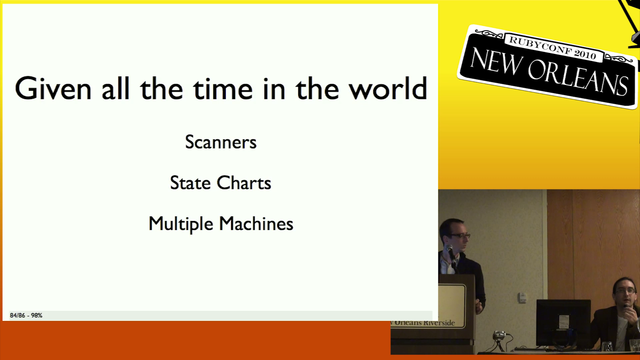 Given all the time in the world
Scanners
State Charts
Multiple Machines
84/86 - 98%
RUBYCONF 2010
NEW ORLEANS
Orleans Riverside